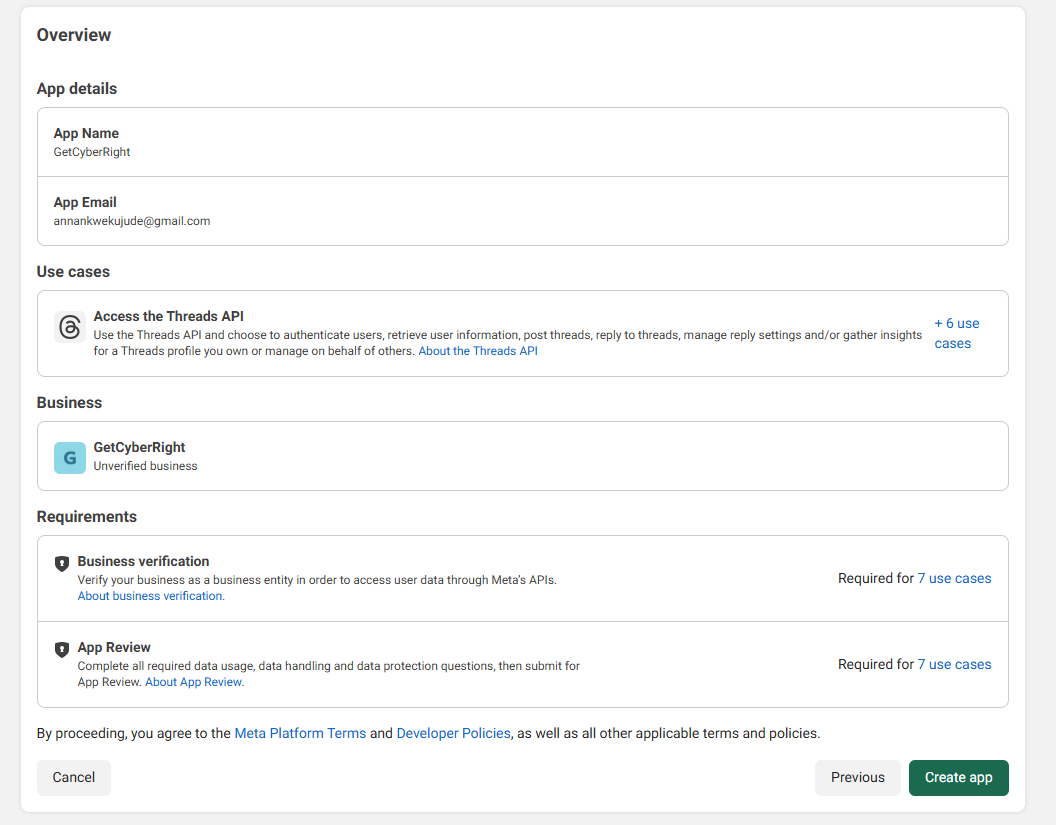 Overview
App details
App Name
GetCyberRight
App Email
annankwekujude@gmail.com
Use cases
Access the Threads API
Use the Threads API and choose to authenticate users, retrieve user information, post threads, reply to threads, manage reply settings and/or gather insights
for a Threads profile you own or manage on behalf of others. About the Threads API
+ 6 use
cases
Business
G
GetCyberRight
Unverified business
Requirements
Business verification
Verify your business as a business entity in order to access user data through Meta's APIs.
About business verification.
Required for 7 use cases
App Review
Complete all required data usage, data handling and data protection questions, then submit for
App Review. About App Review.
Required for 7 use cases
By proceeding, you agree to the Meta Platform Terms and Developer Policies, as well as all other applicable terms and policies.
Cancel
Previous
Create app